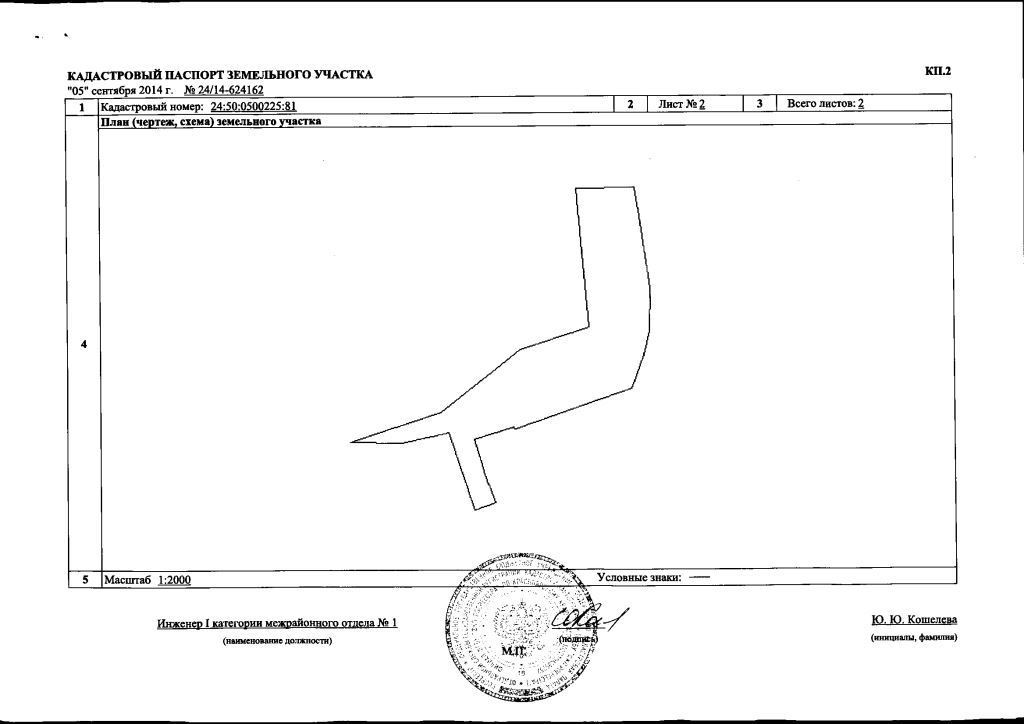 КАДАСТРОВЫЙ ПАСПОРТ ЗЕМЕЛЬНОГО УЧАСТКА
КП.2
"05" сентября 2014 г. № 24/14-624162
1 Кадастровый номер: 24:50:0500225:81 2 Лист № 2 3 Всего листов: 2
План (чертеж, схема) земельного участка
4
5 Масштаб 1:2000 Условные знаки:
Инженер I категории межрайонного отдела № 1 Ю. Ю. Кошелева
(наименование должности) (подпись) (инициалы, фамилия)
М.П.